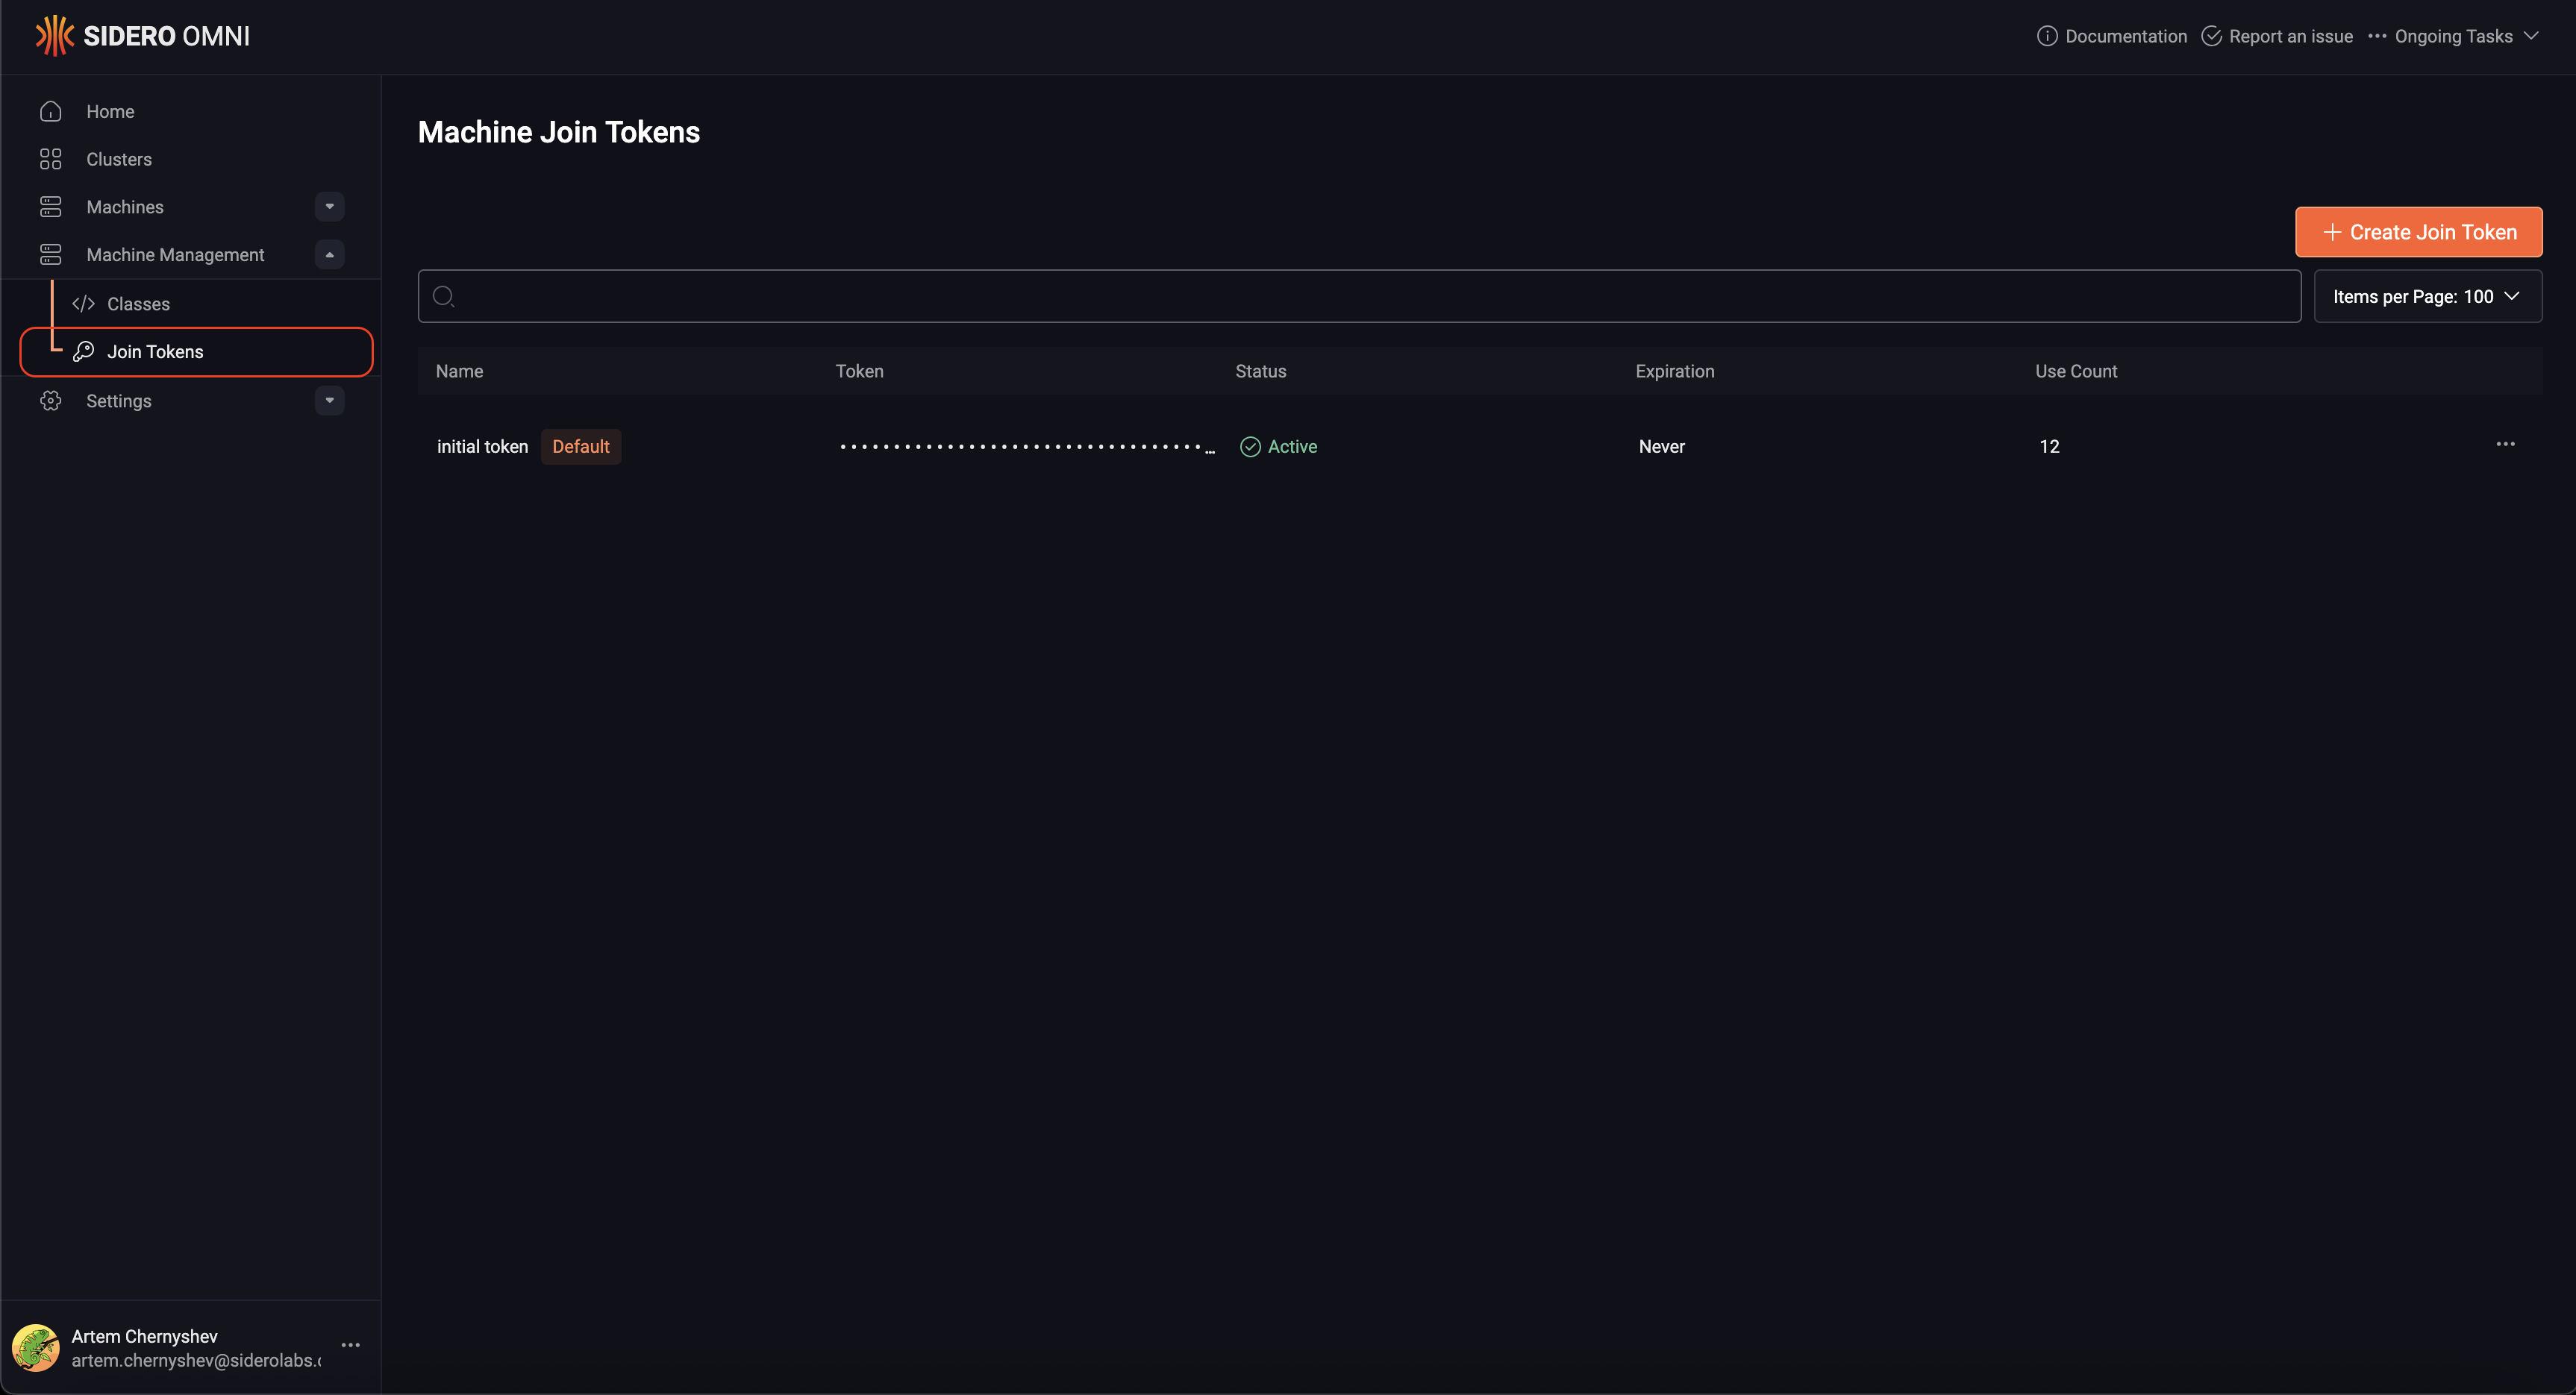 SIDERO OMNI
Documentation
Report an issue
Ongoing Tasks
Home
Clusters
Machines
Machine Management
Classes
Join Tokens
Settings
Machine Join Tokens
Create Join Token
Items per Page: 100
Name Token Status Expiration Use Count
initial token Default ••••••••••••••••••••••••••••••••••... Active Never 12
Artem Chernyshev
artem.chernyshev@siderolabs.